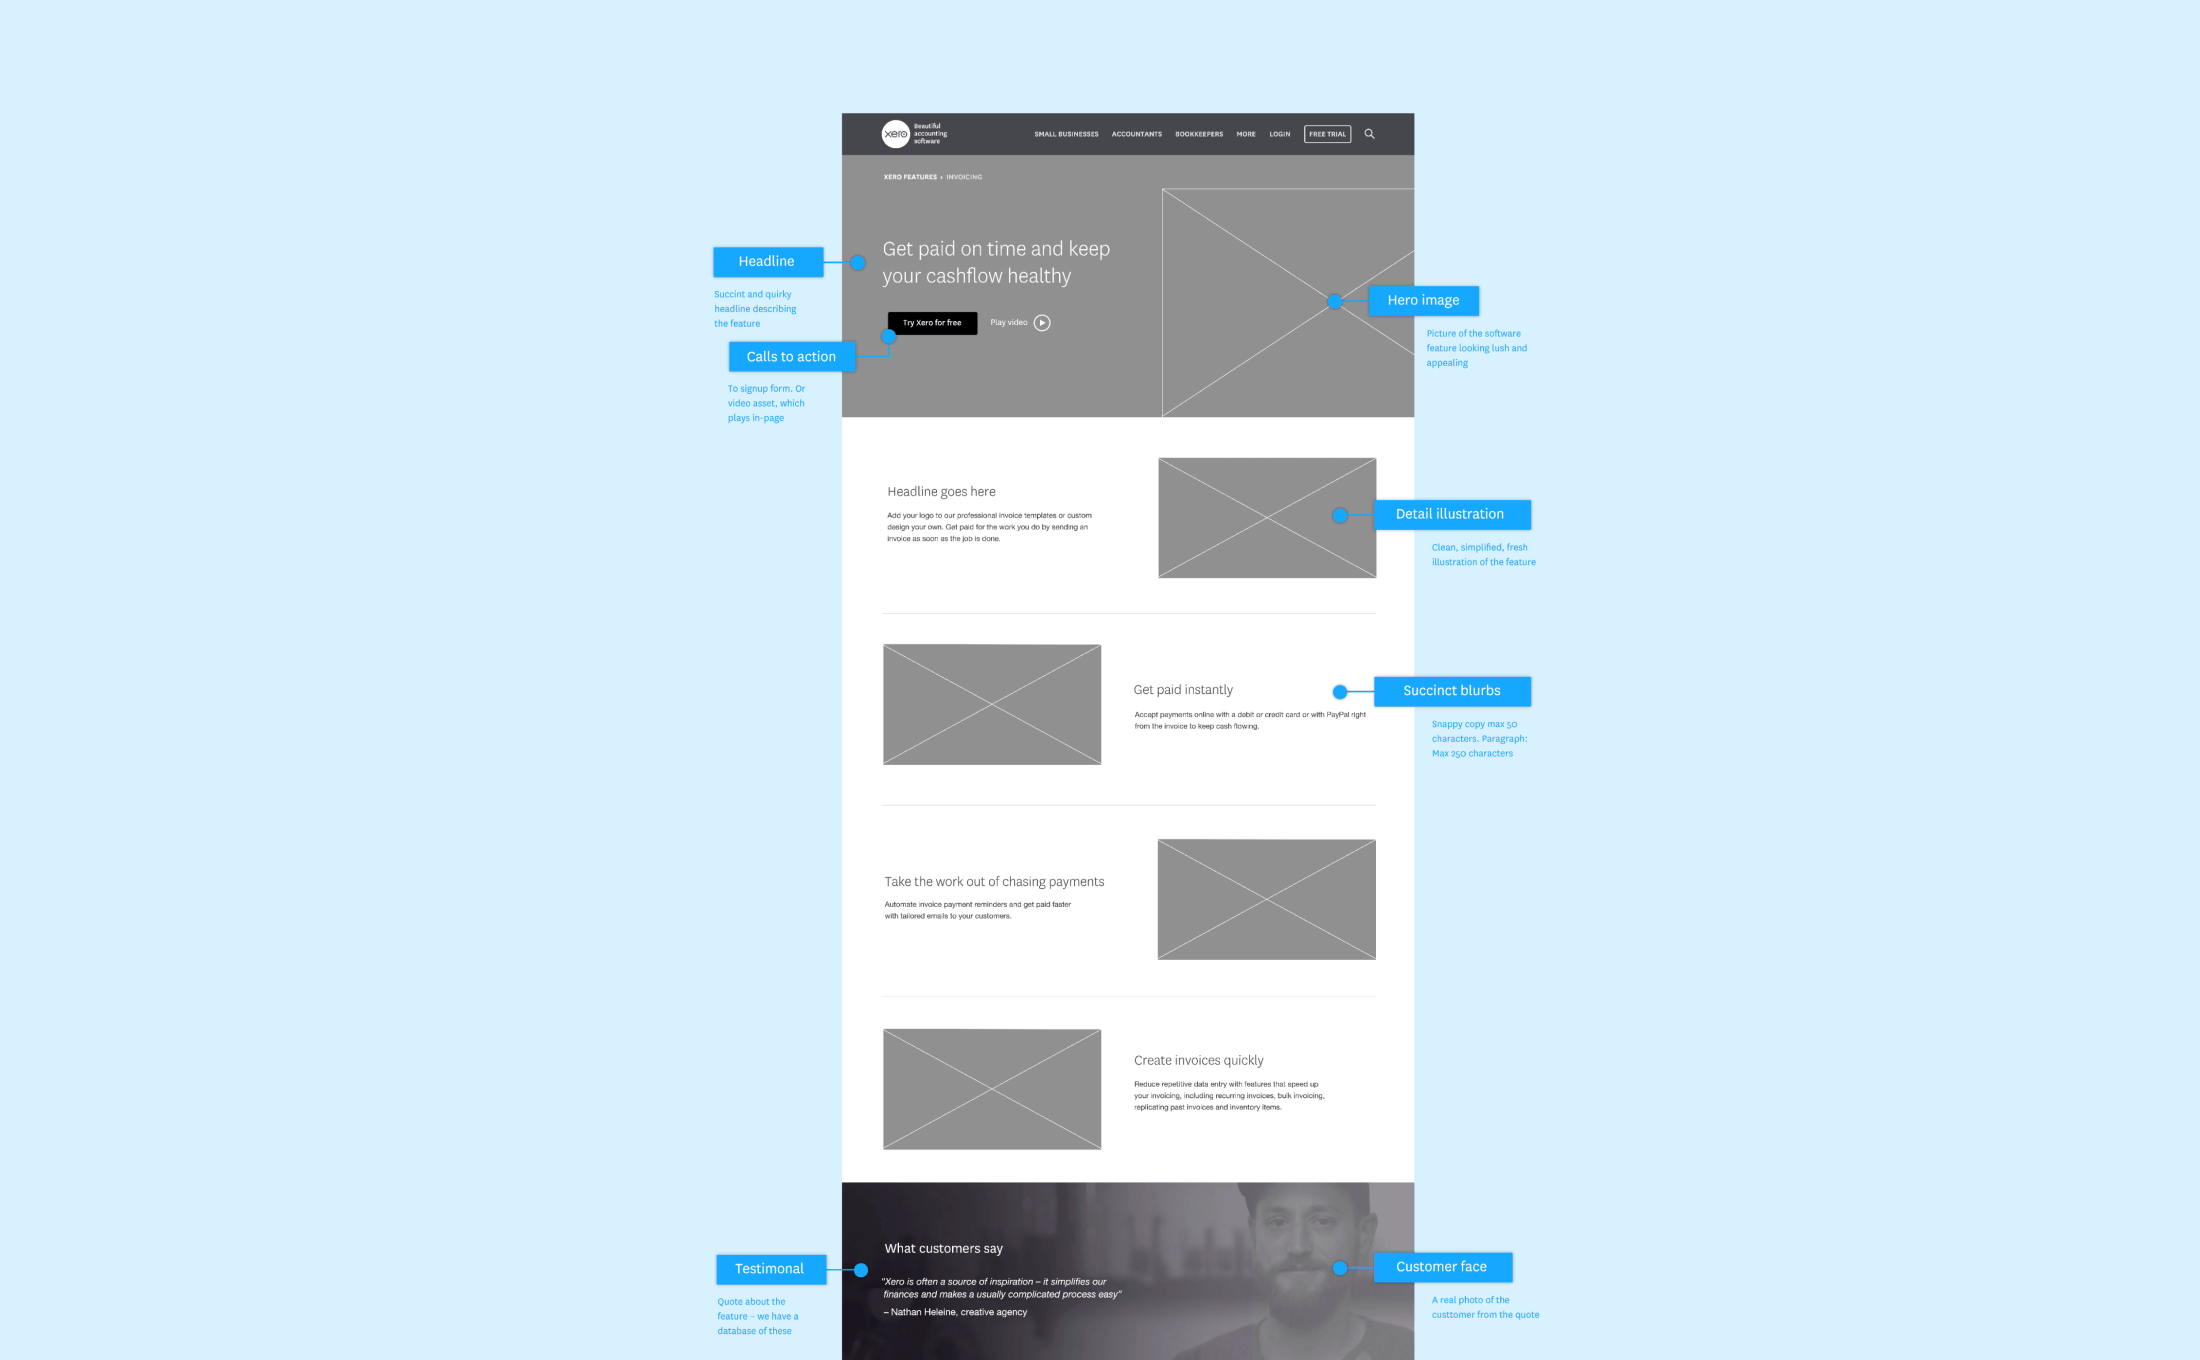 xero
Beautiful
accounting
software
SMALL BUSINESSES
ACCOUNTANTS
BOOKKEEPERS
MORE
LOGIN
FREE TRIAL
XERO FEATURES › INVOICING
Get paid on time and keep
your cashflow healthy
Try Xero for free
Play video
Headline
Succint and quirky
headline describing
the feature
Calls to action
To signup form. Or
video asset, which
plays in-page
Hero image
Picture of the software
feature looking lush and
appealing
Headline goes here
Add your logo to our professional invoice templates or custom
design your own. Get paid for the work you do by sending an
invoice as soon as the job is done.
Detail illustration
Clean, simplified, fresh
illustration of the feature
Get paid instantly
Accept payments online with a debit or credit card or with PayPal right
from the invoice to keep cash flowing.
Succinct blurbs
Snappy copy max 50
characters. Paragraph:
Max 250 characters
Take the work out of chasing payments
Automate invoice payment reminders and get paid faster
with tailored emails to your customers.
Create invoices quickly
Reduce repetitive data entry with features that speed up
your invoicing, including recurring invoices, bulk invoicing,
replicating past invoices and inventory items.
What customers say
"Xero is often a source of inspiration – it simplifies our
finances and makes a usually complicated process easy"
– Nathan Heleine, creative agency
Testimonal
Quote about the
feature – we have a
database of these
Customer face
A real photo of the
custtomer from the quote